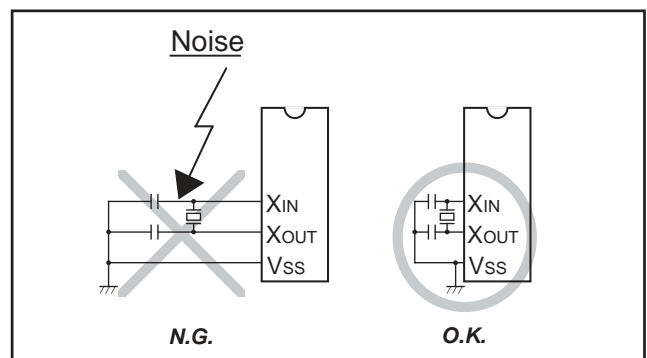 Noise
XIN
XOUT
VSS
XIN
XOUT
VSS
N.G.
O.K.